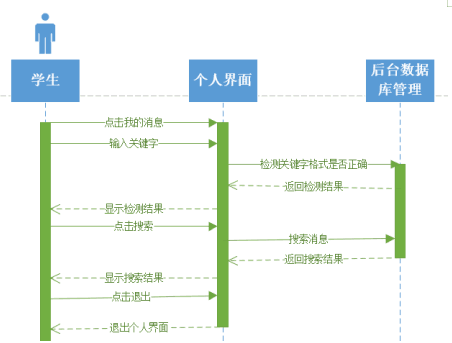 学生
个人界面
后台数据
库管理
点击我的消息
输入关键字
检测关键字格式是否正确
返回检测结果
显示检测结果
点击搜索
搜索消息
返回搜索结果
显示搜索结果
点击退出
退出个人界面